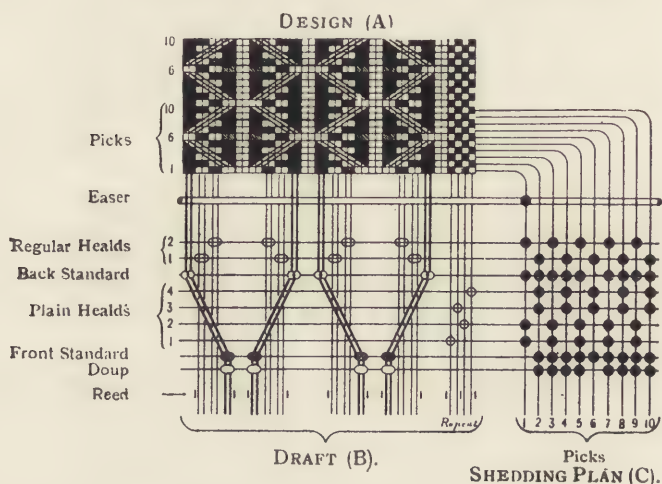 DESIGN (A)
10
6
10
Picks 6
1
Easer
Regular Healds 2
1
Back Standard
4
Plain Healds 3
2
1
Front Standard
Doup
Reed
Repeat
1 2 3 4 5 6 7 8 9 10
DRAFT (B).
Picks
SHEDDING PLAN (C).